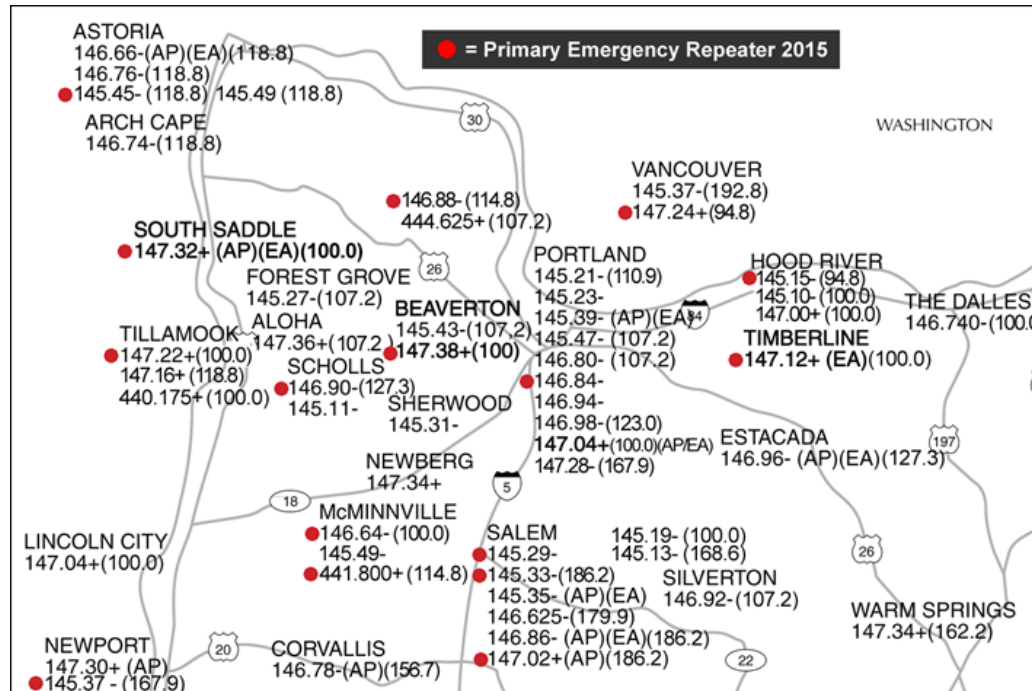 ASTORIA
146.66-(AP)(EA)(118.8)
146.76-(118.8)
145.45- (118.8) 145.49 (118.8)
ARCH CAPE
146.74-(118.8)
= Primary Emergency Repeater 2015
30
WASHINGTON
146.88- (114.8)
444.625+ (107.2)
VANCOUVER
145.37-(192.8)
147.24+(94.8)
SOUTH SADDLE
147.32+ (AP)(EA)(100.0)
26
FOREST GROVE
145.27-(107.2)
ALOHA
147.36+(107.2)
BEAVERTON
145.43-(107.2)
147.38+(100)
PORTLAND
145.21- (110.9)
145.23-
145.39- (AP)(EA)
145.47- (107.2)
146.80- (107.2)
146.84-
146.94-
146.98-(123.0)
147.04+(100.0)(AP/EA)
147.28-(167.9)
84
HOOD RIVER
145.15- (94.8)
145.10- (100.0)
147.00+ (100.0)
THE DALLES
146.740-(100.0
TIMBERLINE
147.12+ (EA)(100.0)
TILLAMOOK
147.22+(100.0)
147.16+ (118.8)
440.175+(100.0)
SCHOLLS
146.90-(127.3)
145.11-
SHERWOOD
145.31-
NEWBERG
147.34+
ESTACADA
146.96- (AP)(EA)(127.3)
197
5
18
McMINNVILLE
146.64- (100.0)
145.49-
441.800+ (114.8)
LINCOLN CITY
147.04+(100.0)
SALEM
145.29-
145.33-(186.2)
145.35- (AP)(EA)
146.625-(179.9)
146.86- (AP)(EA)(186.2)
147.02+(AP)(186.2)
145.19- (100.0)
145.13- (168.6)
SILVERTON
146.92-(107.2)
26
WARM SPRINGS
147.34+(162.2)
NEWPORT
147.30+ (AP)
145.37 - (167.9)
20
CORVALLIS
146.78-(AP)(156.7)
22